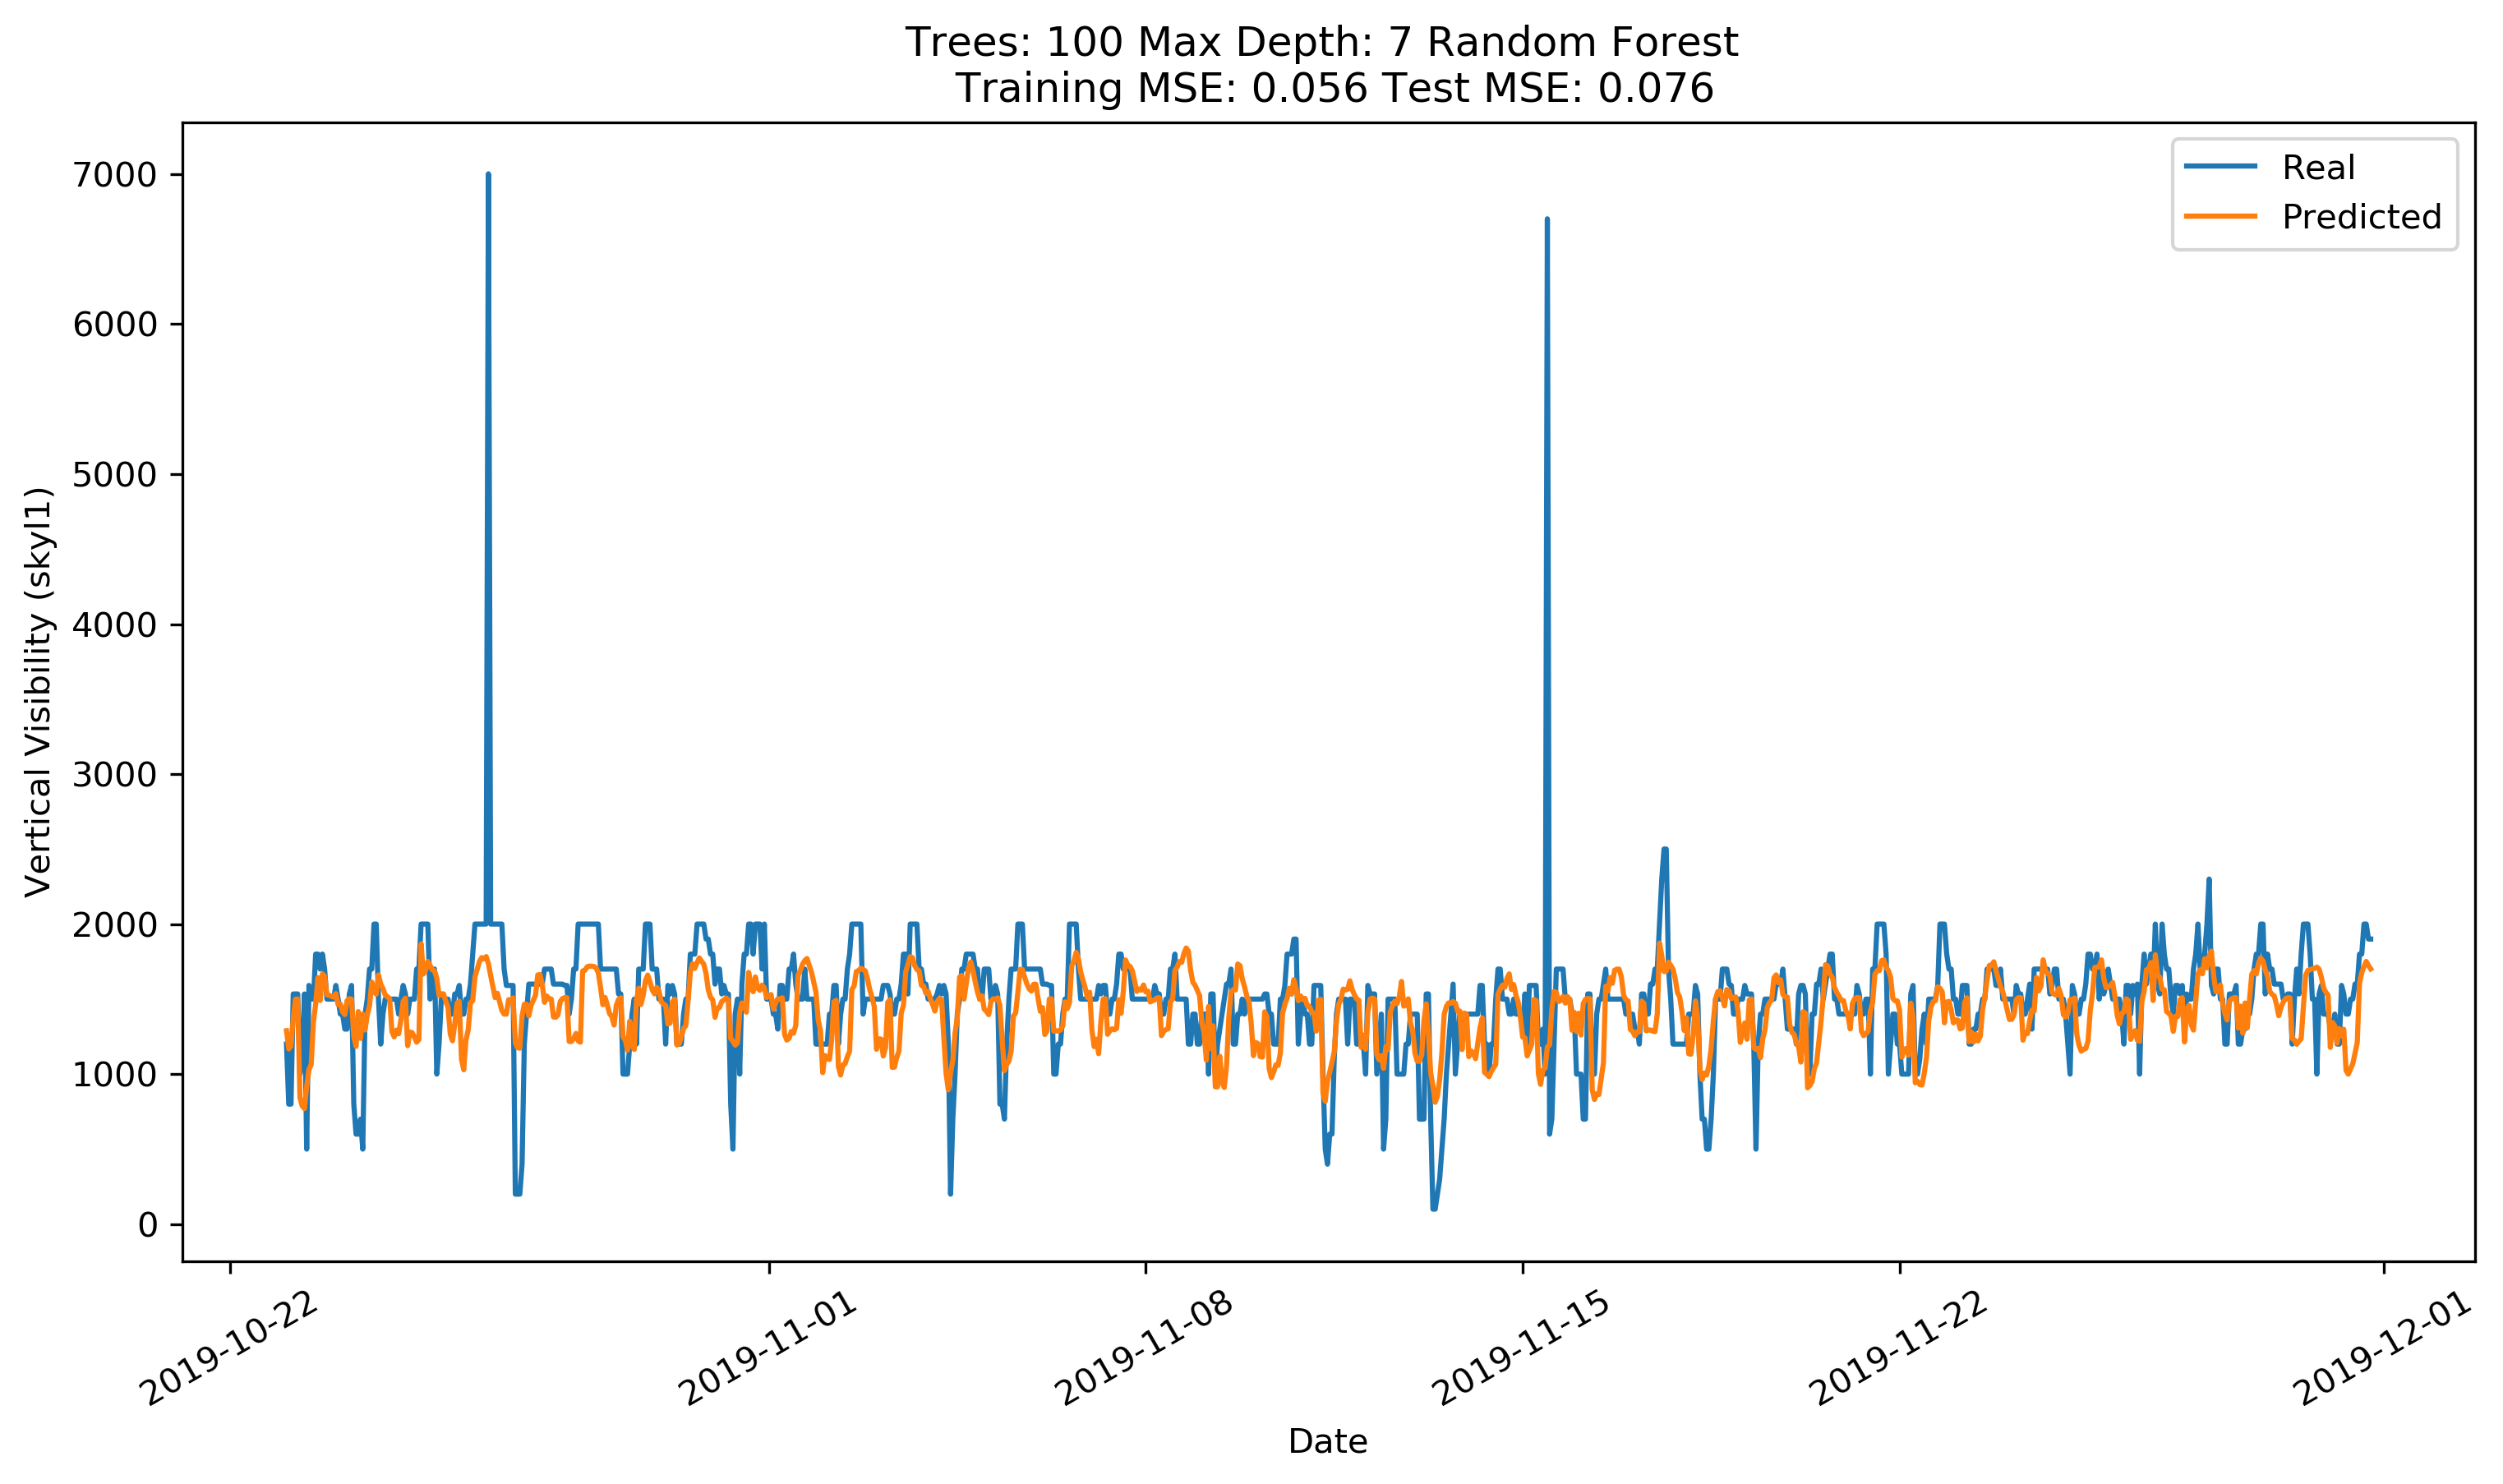 Trees: 100 Max Depth: 7 Random Forest
Training MSE: 0.056 Test MSE: 0.076
Real
Predicted
7000
6000
5000
4000
3000
2000
1000
0
Vertical Visibility (skyl1)
2019-10-22
2019-11-01
2019-11-08
2019-11-15
2019-11-22
2019-12-01
Date